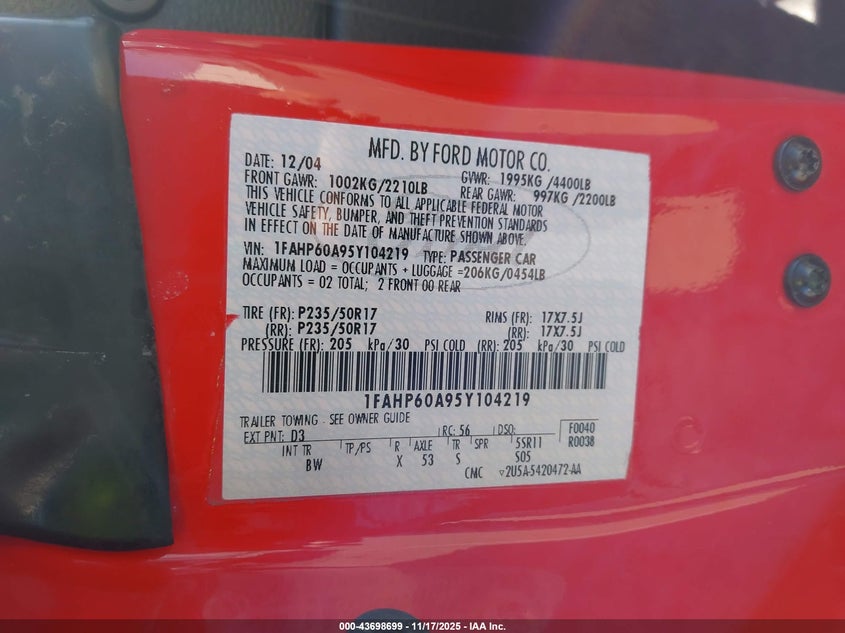 MFD. BY FORD MOTOR CO.
DATE: 12/04
GVWR: 1995KG /4400LB
FRONT GAWR: 1002KG/2210LB
REAR GAWR: 997KG /2200LB
THIS VEHICLE CONFORMS TO ALL APPLICABLE FEDERAL MOTOR
VEHICLE SAFETY, BUMPER, AND THEFT PREVENTION STANDARDS
IN EFFECT ON THE DATE OF MANUFACTURE SHOWN ABOVE.
VIN: 1FAHP60A95Y104219 TYPE: PASSENGER CAR
MAXIMUM LOAD = OCCUPANTS + LUGGAGE =206KG/0454LB
OCCUPANTS = 02 TOTAL; 2 FRONT 00 REAR
TIRE (FR): P235/50R17 RIMS (FR): 17X7.5J
(RR): P235/50R17 (RR): 17X7.5J
PRESSURE (FR): 205 kPa/30 PSI COLD (RR): 205 kPa/30 PSI COLD
1FAHP60A95Y104219
TRAILER TOWING - SEE OWNER GUIDE
EXT PNT: D3 RC: 56 DSO: F0040
R0038
INT TR TP/PS R AXLE TR SPR 5SR11
BW X 53 S S05
CMC ▽2U5A-5420472-AA
000-43698699 - 11/17/2025 - IAA Inc.